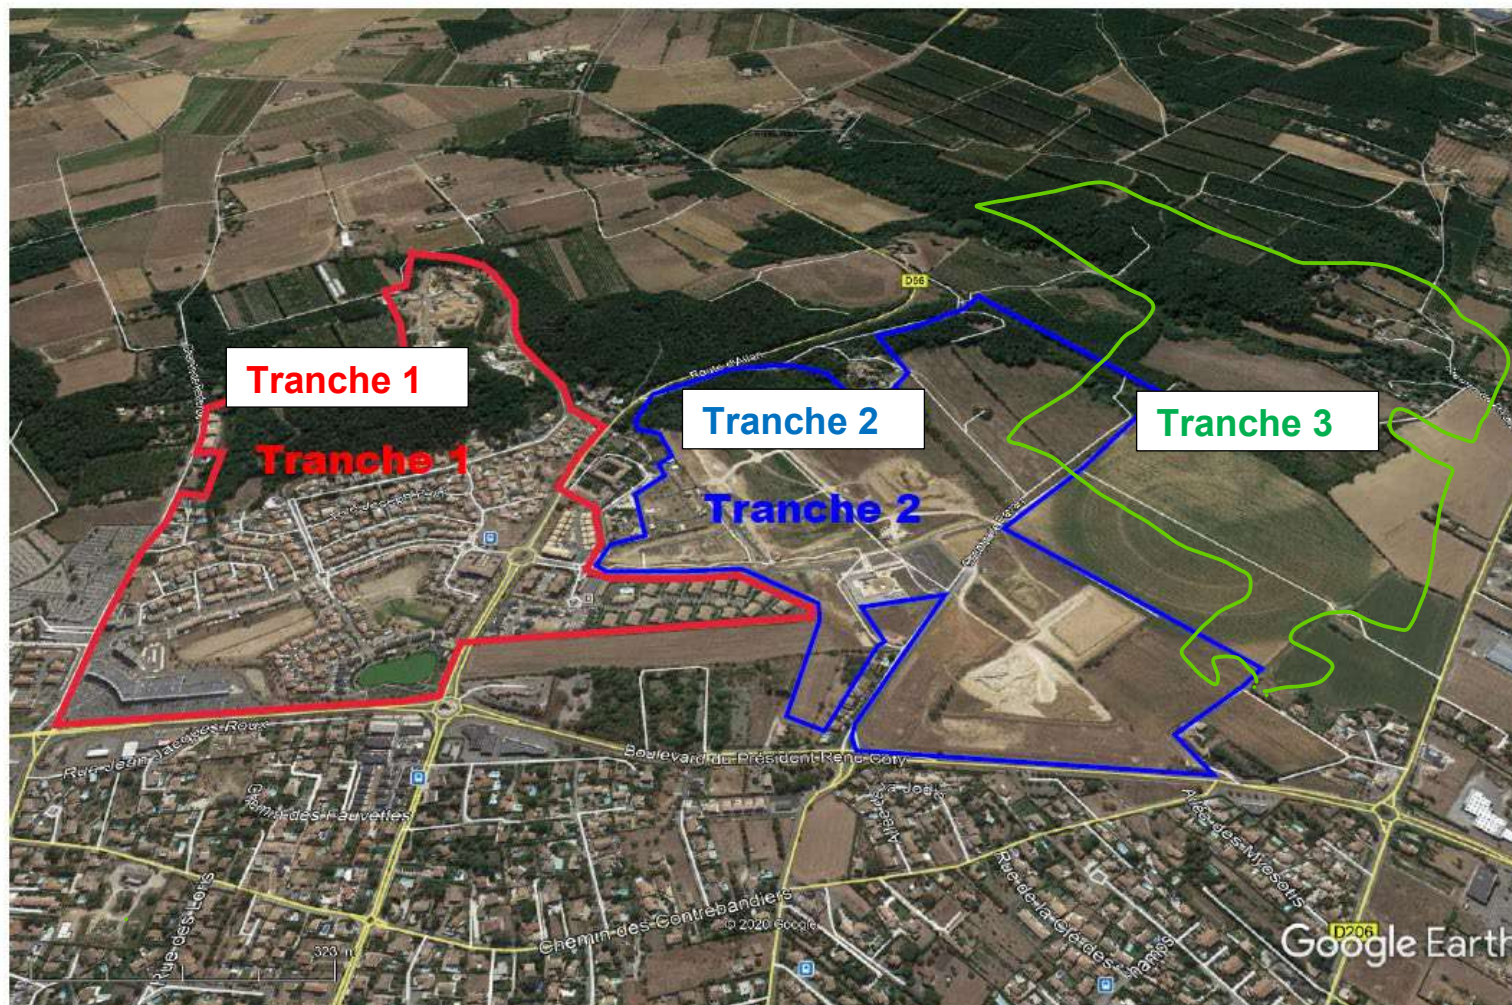 D56
Route d'Allan
Tranche 1
Tranche 2
Tranche 3
Tranche 1
Tranche 2
Rue Jean Jacques Roux
Boulevard du Président René Coty
Chemin des Fauvettes
Rue des Loris
Allée des Myosotis
Rue de la Clé des Champs
Chemin des Contrebandiers
© 2020 Google
D206
323 m
Google Earth